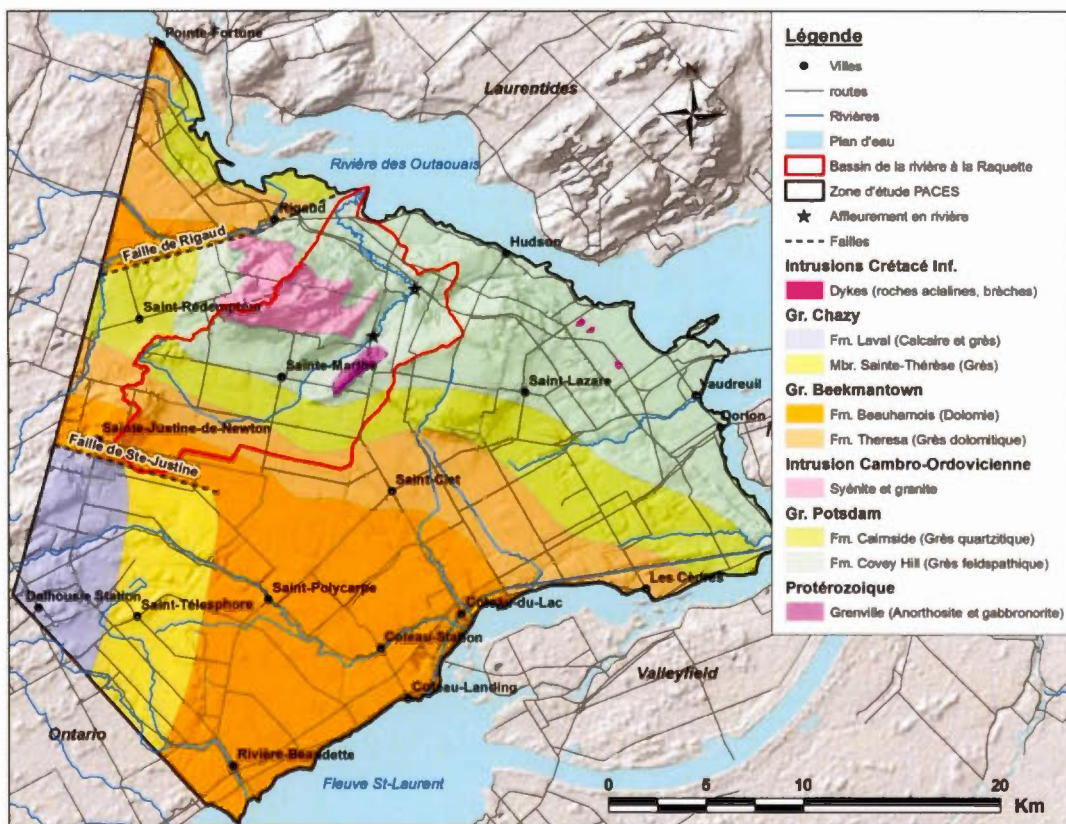 Pointe-Fortune
Laurentides
Rivière des Outaouais
Rigaud
Faille de Rigaud
Hudson
Saint-Rédempteur
Sainte-Marthe
Saint-Lazare
Vaudreuil
Dorion
Sainte-Justine-de-Newton
Faille de Ste-Justine
Saint-Clet
Saint-Polycarpe
Les Cèdres
Dalhousie Station
Saint-Télesphore
Coteau-du-Lac
Coteau-Station
Coteau-Landing
Valleyfield
Ontario
Rivière-Beaudette
Fleuve St-Laurent
Légende
Villes
routes
Rivières
Plan d'eau
Bassin de la rivière à la Raquette
Zone d'étude PACES
Affleurement en rivière
Failles
Intrusions Crétacé Inf.
Dykes (roches aclalines, brèches)
Gr. Chazy
Fm. Laval (Calcaire et grès)
Mbr. Sainte-Thérèse (Grès)
Gr. Beekmantown
Fm. Beauharnois (Dolomie)
Fm. Theresa (Grès dolomitique)
Intrusion Cambro-Ordovicienne
Syénite et granite
Gr. Potsdam
Fm. Cairnside (Grès quartzitique)
Fm. Covey Hill (Grès feldspathique)
Protérozoique
Grenville (Anorthosite et gabbronorite)
0 5 10 20
Km